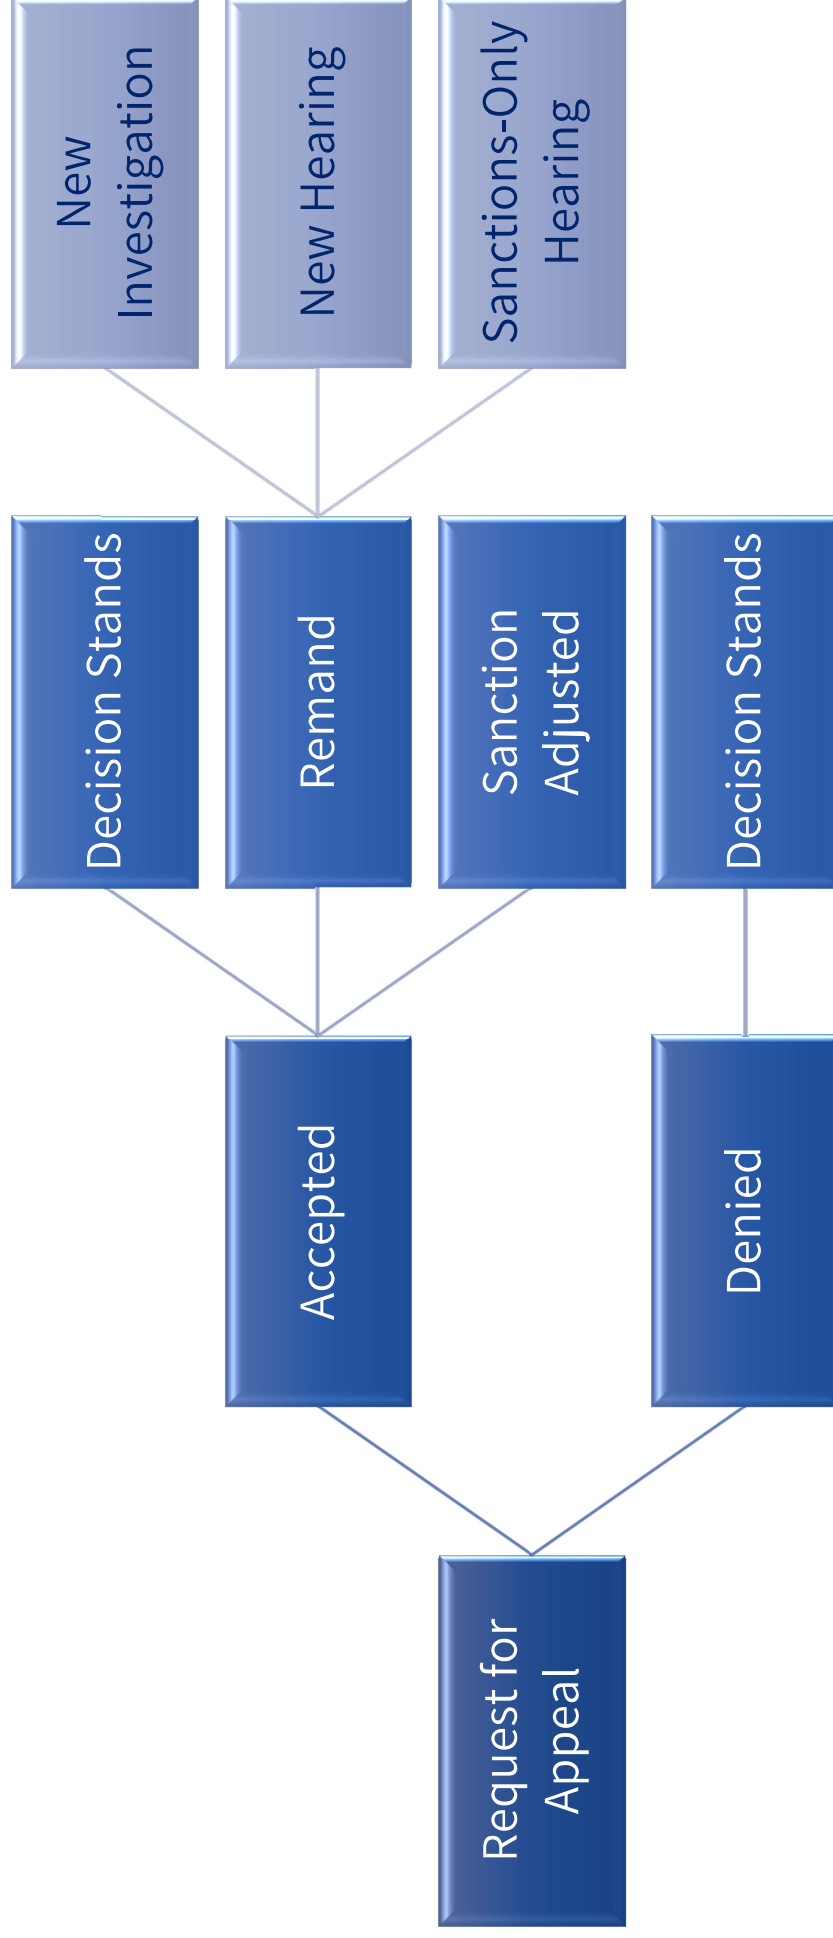 Request for
Appeal
Accepted
Decision Stands
Remand
New
Investigation
New Hearing
Sanctions-Only
Hearing
Sanction
Adjusted
Denied
Decision Stands